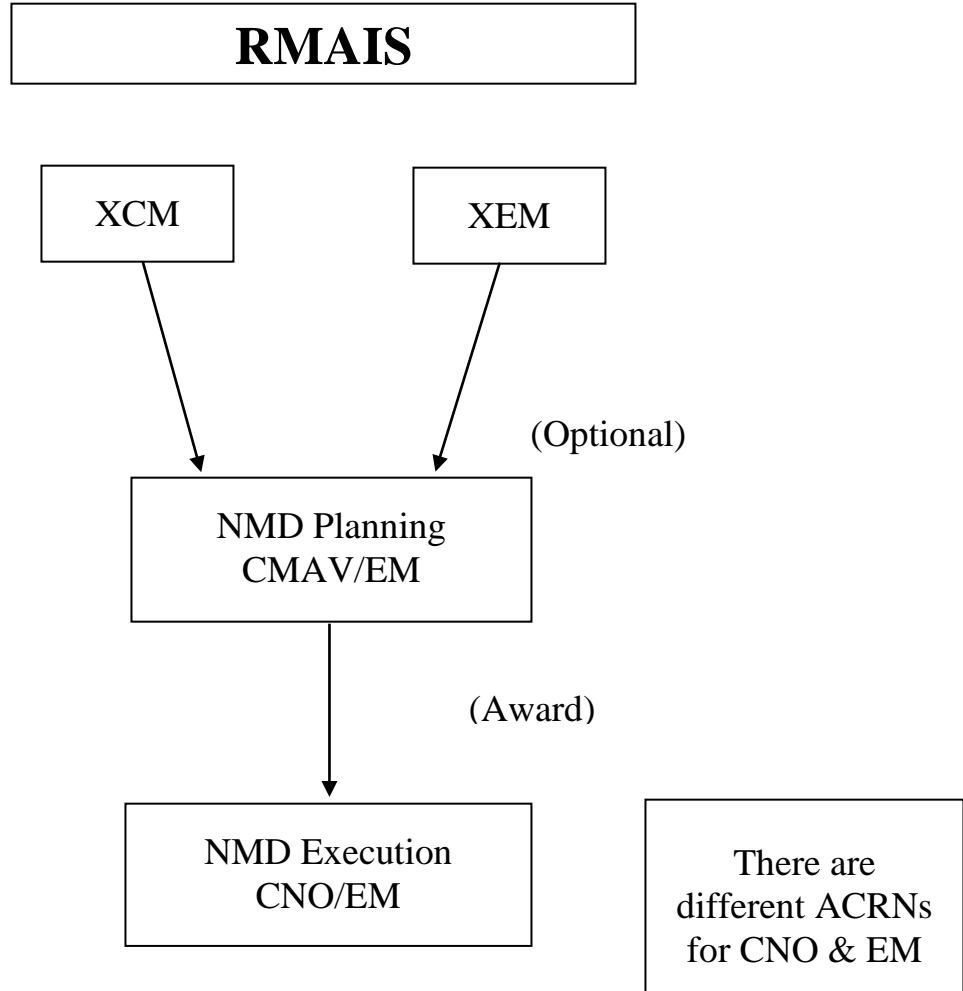 RMAIS
XCM
XEM
(Optional)
NMD Planning
CMAV/EM
(Award)
NMD Execution
CNO/EM
There are
different ACRNs
for CNO & EM